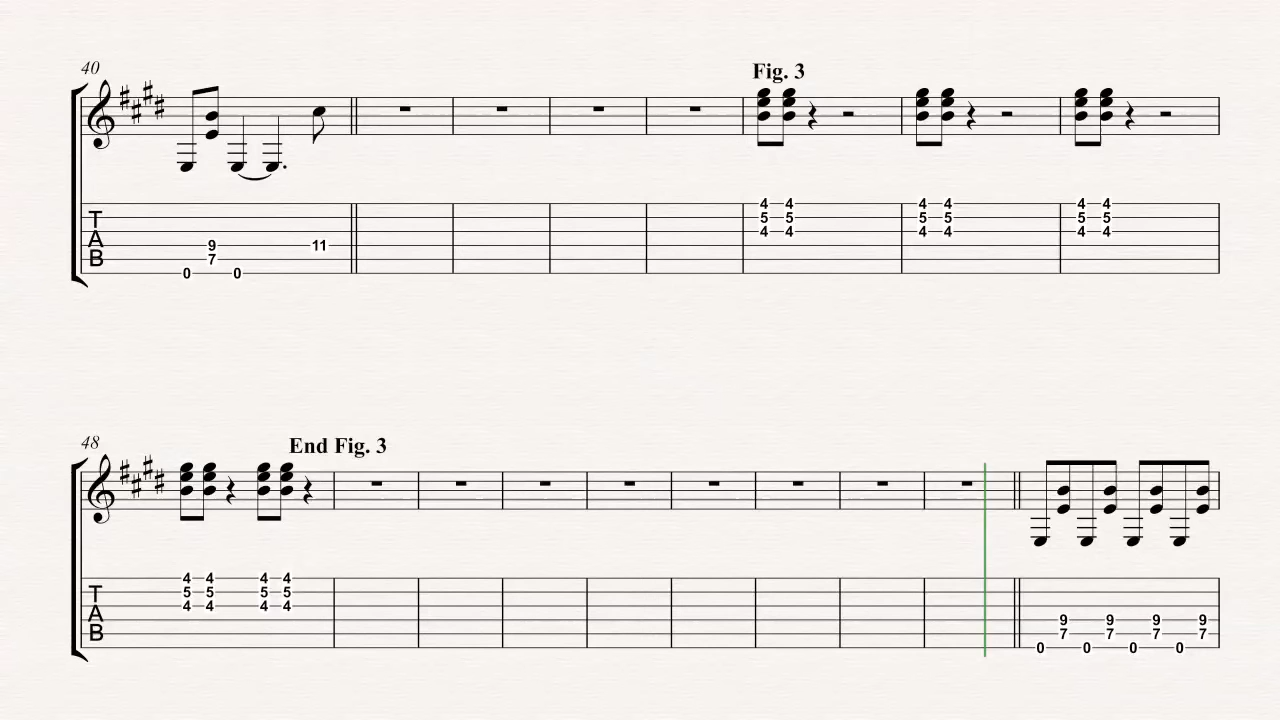 40
Fig. 3
T
A
B
9 11
7
0 0
4 4 4 4 4 4
5 5 5 5 5 5
4 4 4 4 4 4
48
End Fig. 3
T
A
B
4 4 4 4
5 5 5 5
4 4 4 4
9 9 9 9
7 7 7 7
0 0 0 0